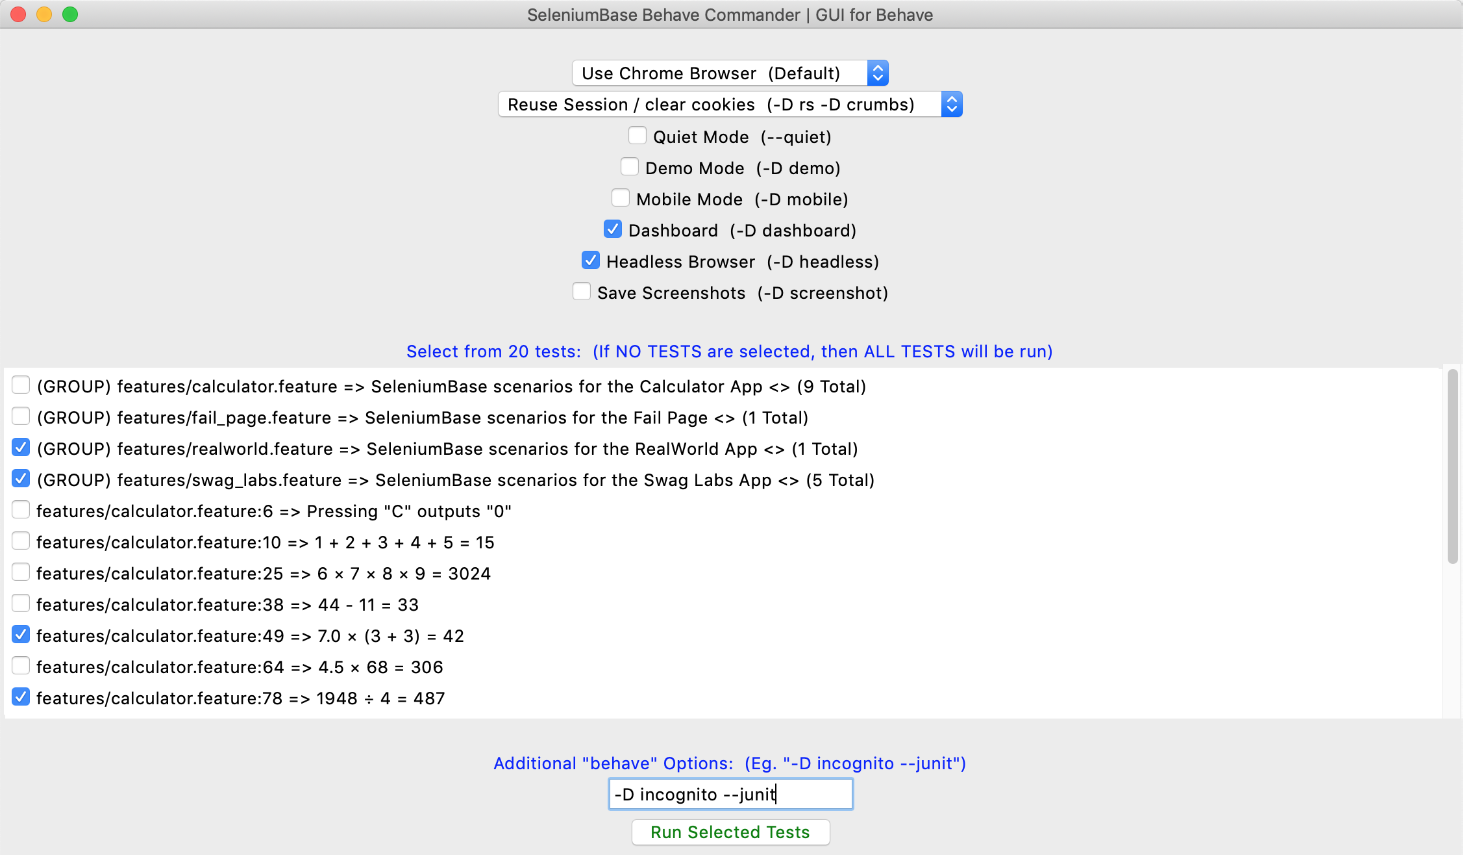 SeleniumBase Behave Commander | GUI for Behave
Use Chrome Browser  (Default)
Reuse Session / clear cookies  (-D rs -D crumbs)
Quiet Mode  (--quiet)
Demo Mode  (-D demo)
Mobile Mode  (-D mobile)
Dashboard  (-D dashboard)
Headless Browser  (-D headless)
Save Screenshots  (-D screenshot)
Select from 20 tests:  (If NO TESTS are selected, then ALL TESTS will be run)
(GROUP) features/calculator.feature => SeleniumBase scenarios for the Calculator App <> (9 Total)
(GROUP) features/fail_page.feature => SeleniumBase scenarios for the Fail Page <> (1 Total)
(GROUP) features/realworld.feature => SeleniumBase scenarios for the RealWorld App <> (1 Total)
(GROUP) features/swag_labs.feature => SeleniumBase scenarios for the Swag Labs App <> (5 Total)
features/calculator.feature:6 => Pressing "C" outputs "0"
features/calculator.feature:10 => 1 + 2 + 3 + 4 + 5 = 15
features/calculator.feature:25 => 6 × 7 × 8 × 9 = 3024
features/calculator.feature:38 => 44 - 11 = 33
features/calculator.feature:49 => 7.0 × (3 + 3) = 42
features/calculator.feature:64 => 4.5 × 68 = 306
features/calculator.feature:78 => 1948 ÷ 4 = 487
Additional "behave" Options:  (Eg. "-D incognito --junit")
-D incognito --junit
Run Selected Tests